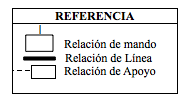 REFERENCIA
Relación de mando
Relación de Línea
Relación de Apoyo